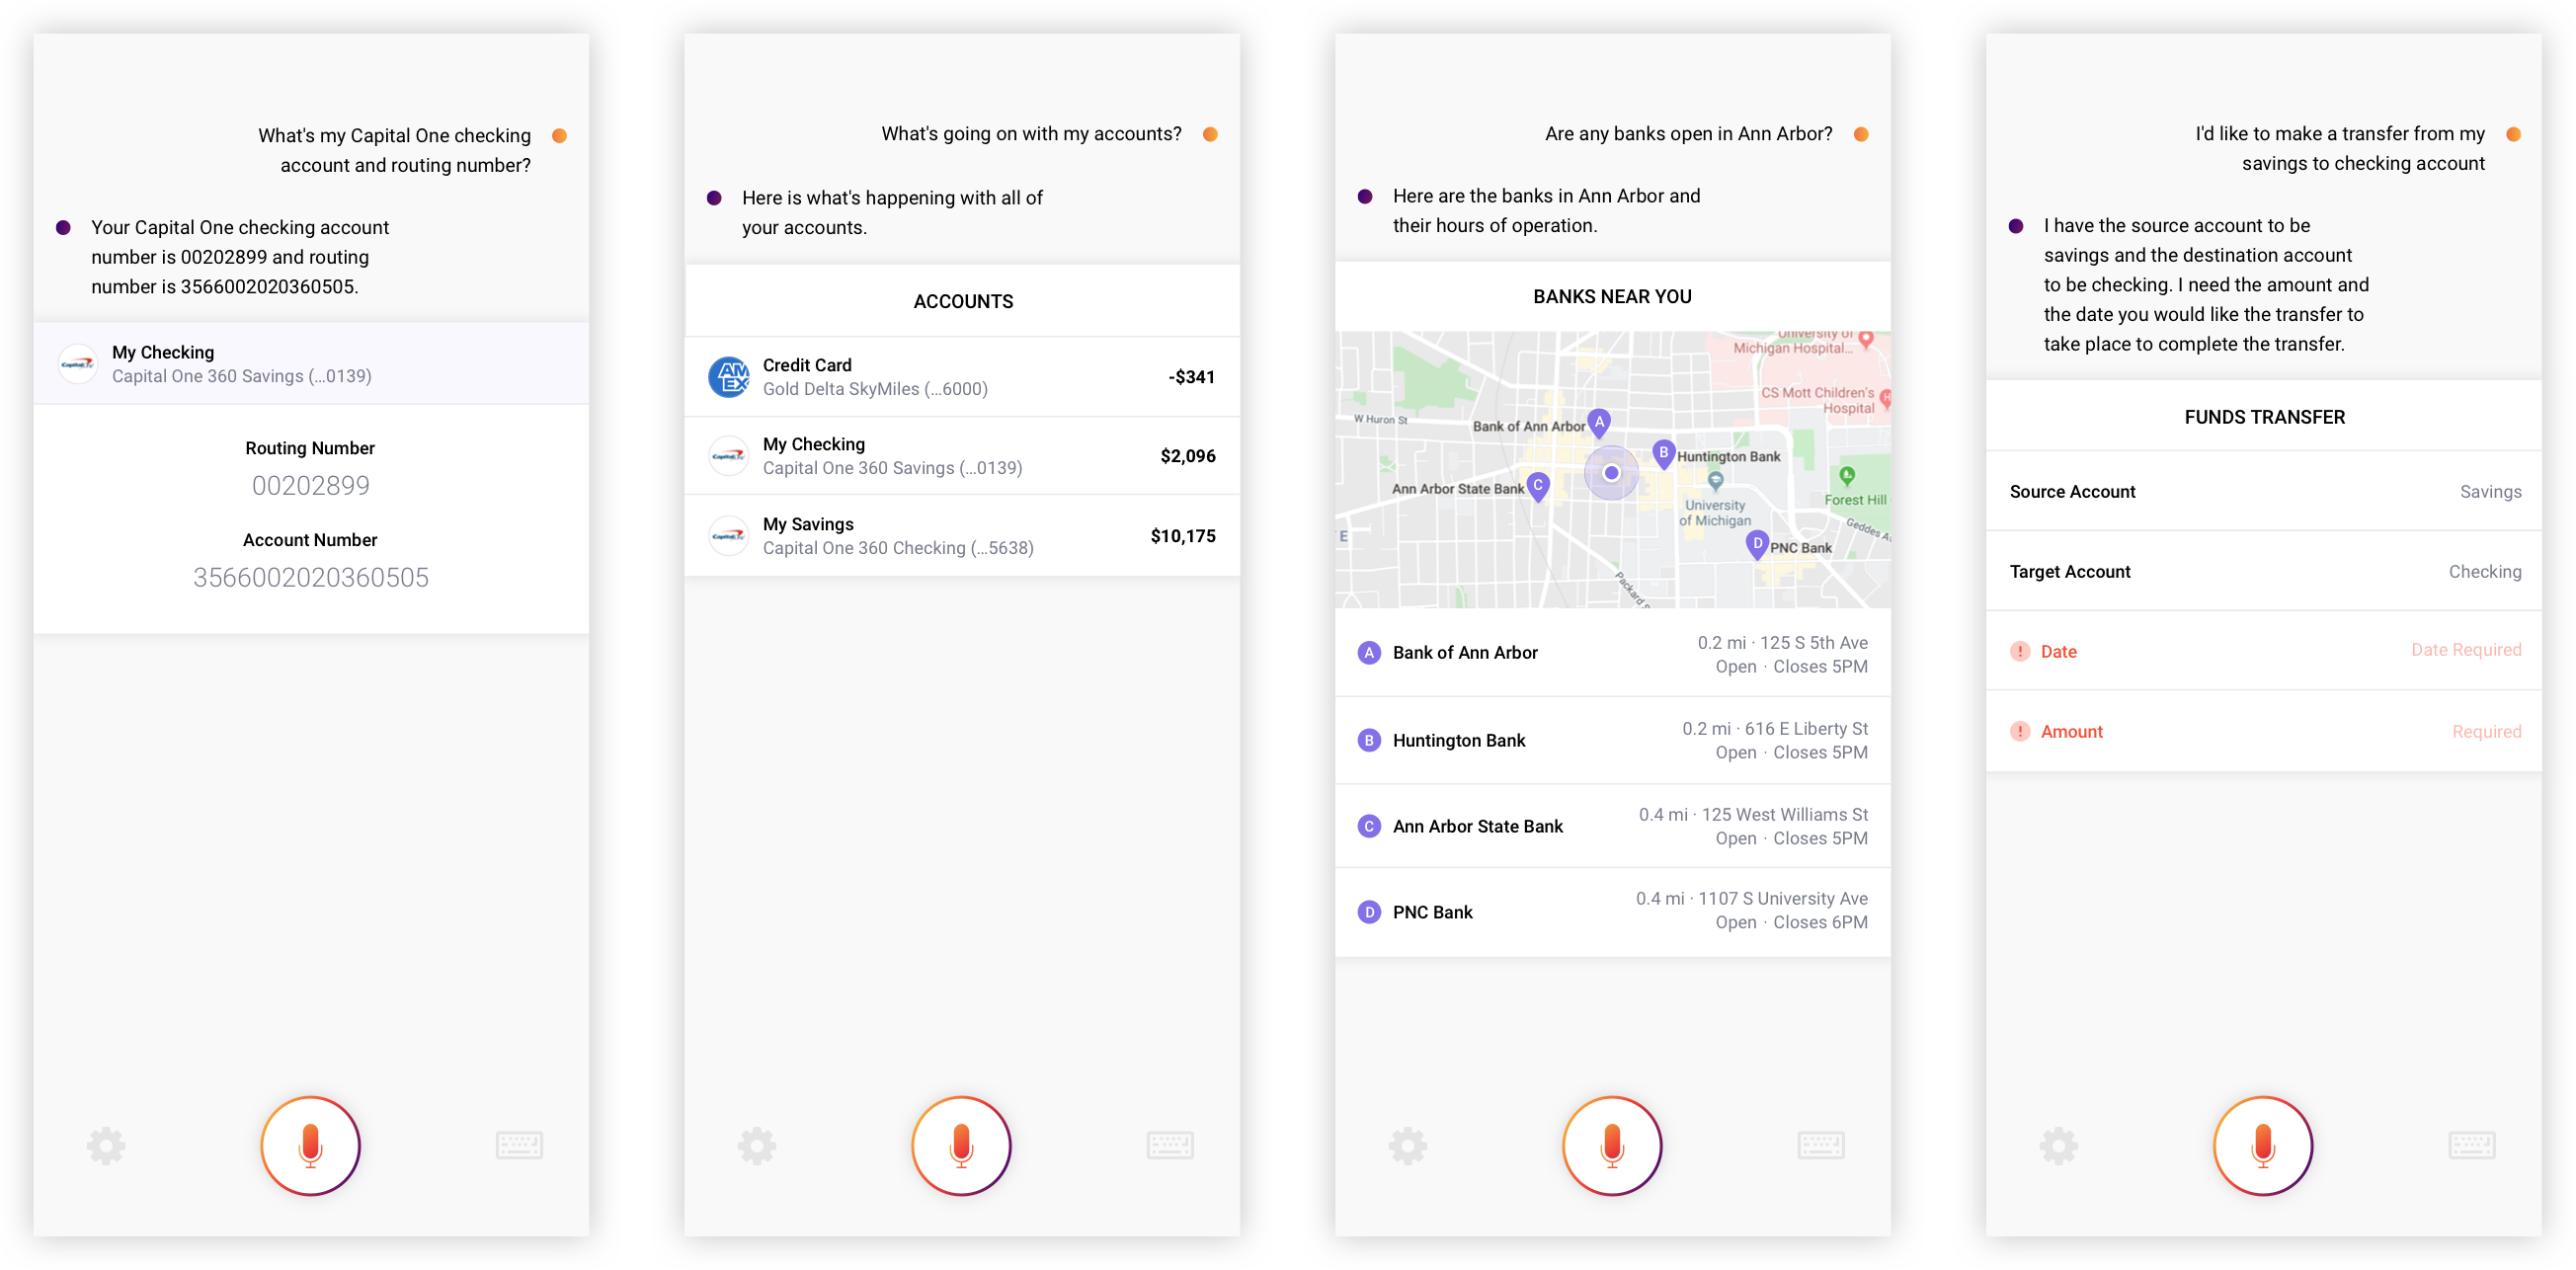 What's my Capital One checking
account and routing number?
Your Capital One checking account
number is 00202899 and routing
number is 3566002020360505.
My Checking
Capital One 360 Savings (...0139)
Routing Number
00202899
Account Number
3566002020360505
What's going on with my accounts?
Here is what's happening with all of
your accounts.
ACCOUNTS
AM
EX
Credit Card
Gold Delta SkyMiles (...6000)
-$341
My Checking
Capital One 360 Savings (...0139)
$2,096
My Savings
Capital One 360 Checking (...5638)
$10,175
Are any banks open in Ann Arbor?
Here are the banks in Ann Arbor and
their hours of operation.
BANKS NEAR YOU
University of
Michigan Hospital...
CS Mott Children's
Hospital
H
W Huron St
Bank of Ann Arbor
A
B
Huntington Bank
Ann Arbor State Bank
C
University
of Michigan
Forest Hill
Geddes A
E
D
PNC Bank
Packard S
A
Bank of Ann Arbor
0.2 mi · 125 S 5th Ave
Open · Closes 5PM
B
Huntington Bank
0.2 mi · 616 E Liberty St
Open · Closes 5PM
C
Ann Arbor State Bank
0.4 mi · 125 West Williams St
Open · Closes 5PM
D
PNC Bank
0.4 mi · 1107 S University Ave
Open · Closes 6PM
I'd like to make a transfer from my
savings to checking account
I have the source account to be
savings and the destination account
to be checking. I need the amount and
the date you would like the transfer to
take place to complete the transfer.
FUNDS TRANSFER
Source Account
Savings
Target Account
Checking
! Date
Date Required
! Amount
Required